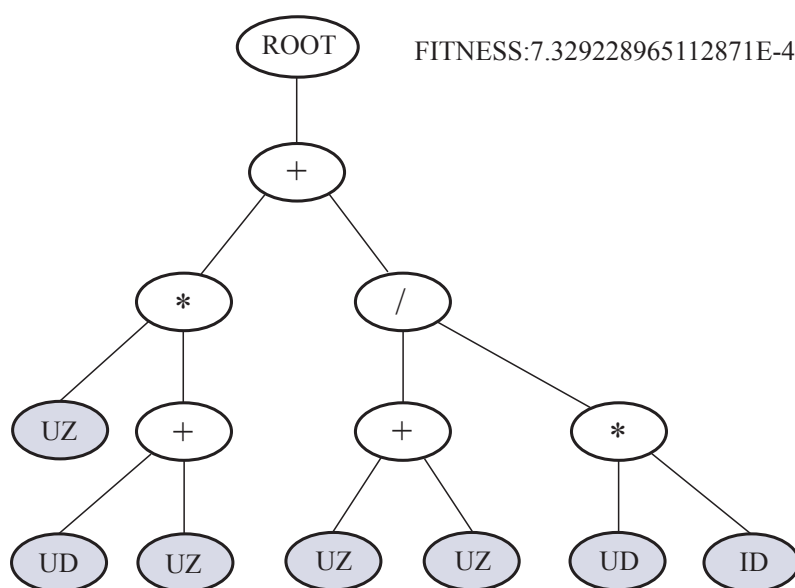 ROOT FITNESS:7.329228965112871E-4
+
* /
UZ + + *
UD UZ UZ UZ UD ID